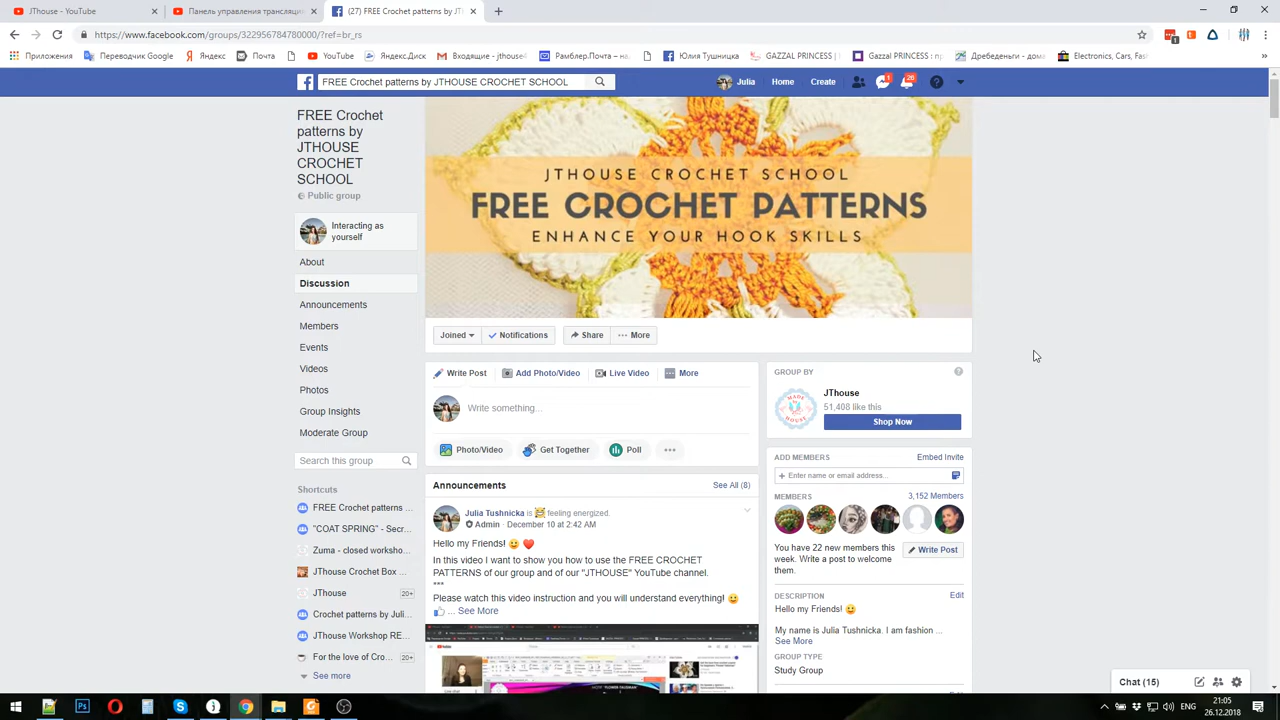 JThouse - YouTube
Панель управления трансляци
(27) FREE Crochet patterns by JT
https://www.facebook.com/groups/322956784780000/?ref=br_rs
Приложения
Переводчик Google
Яндекс
Почта
YouTube
Яндекс.Диск
Входящие - jthouse4
Рамблер.Почта – на
Юлия Тушницка
GAZZAL PRINCESS |
Gazzal PRINCESS : пр
Дребеденьги - дома
Electronics, Cars, Fas
FREE Crochet patterns by JTHOUSE CROCHET SCHOOL
Julia
Home
Create
1
26
FREE Crochet
patterns by
JTHOUSE
CROCHET
SCHOOL
Public group
Interacting as
yourself
About
Discussion
Announcements
Members
Events
Videos
Photos
Group Insights
Moderate Group
Search this group
Shortcuts
FREE Crochet patterns ...
"COAT SPRING" - Secr...
Zuma - closed worksho...
JThouse Crochet Box ...
JThouse 20+
Crochet patterns by Juli...
JThouse Workshop RE...
For the love of Cro... 20+
See more
JTHOUSE CROCHET SCHOOL
FREE CROCHET PATTERNS
ENHANCE YOUR HOOK SKILLS
Joined
Notifications
Share
More
Write Post
Add Photo/Video
Live Video
More
Write something...
Photo/Video
Get Together
Poll
Announcements
See All (8)
Julia Tushnicka is feeling energized.
Admin · December 10 at 2:42 AM
Hello my Friends!
In this video I want to show you how to use the FREE CROCHET
PATTERNS of our group and of our "JTHOUSE" YouTube channel.
***
Please watch this video instruction and you will understand everything!
... See More
GROUP BY
JThouse
51,408 like this
Shop Now
ADD MEMBERS
Embed Invite
+ Enter name or email address...
MEMBERS
3,152 Members
You have 22 new members this
week. Write a post to welcome
them.
Write Post
DESCRIPTION
Edit
Hello my Friends!
My name is Julia Tushnicka. I am fashion ...
See More
GROUP TYPE
Study Group
Chat (15)
ENG
21:05
26.12.2018